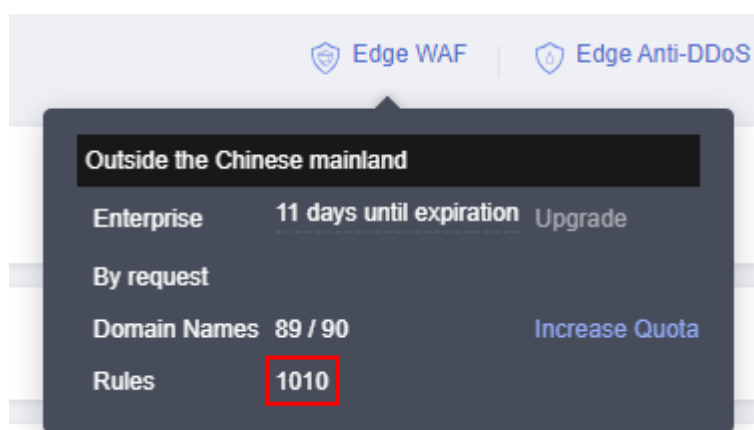 Edge WAF Edge Anti-DDoS
Outside the Chinese mainland
Enterprise 11 days until expiration Upgrade
By request
Domain Names 89 / 90 Increase Quota
Rules 1010